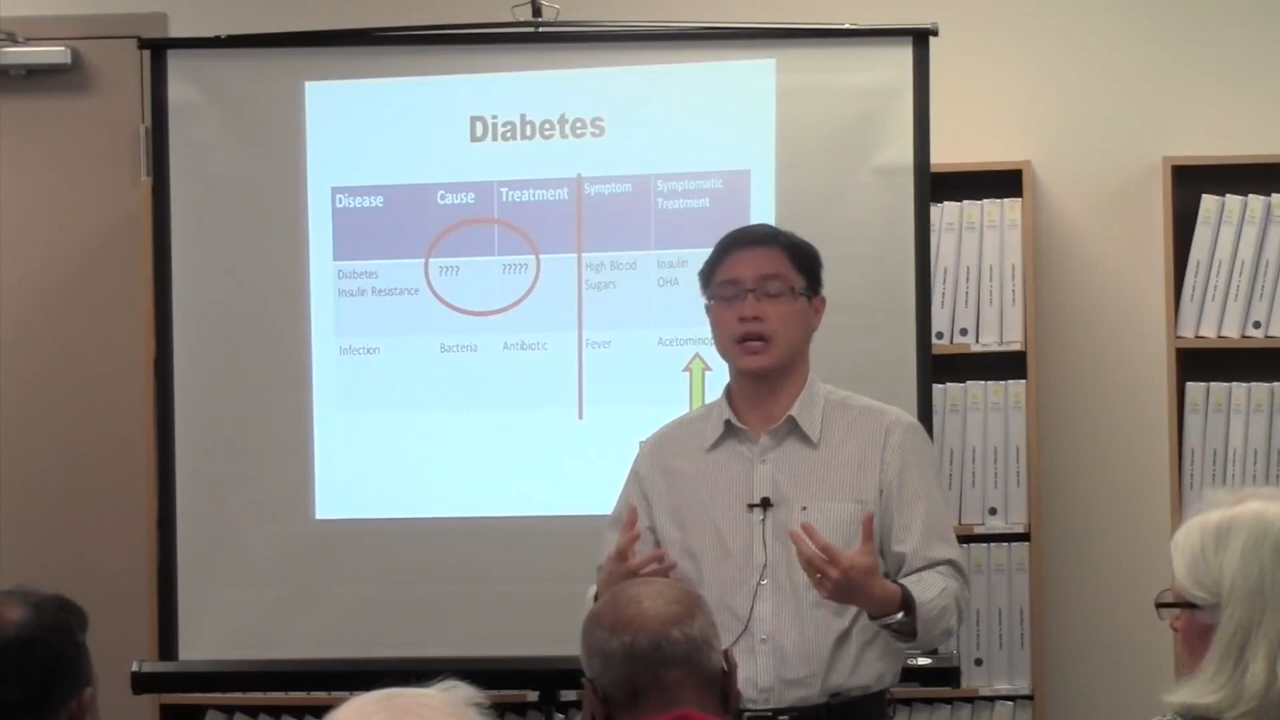 Diabetes
Disease Cause Treatment Symptom Symptomatic
Treatment
Diabetes ???? ????? High Blood Insulin
Insulin Resistance Sugars OHA
Infection Bacteria Antibiotic Fever Acetominop